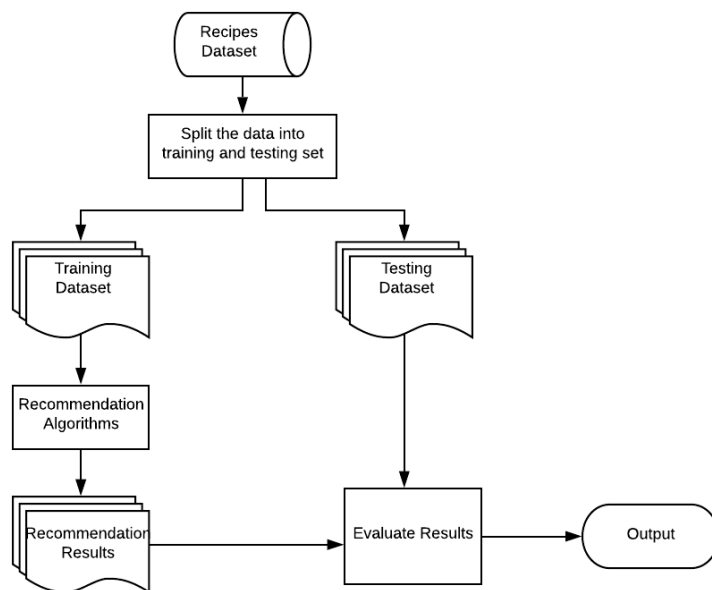 Recipes
Dataset
Split the data into
training and testing set
Training
Dataset
Testing
Dataset
Recommendation
Algorithms
Recommendation
Results
Evaluate Results
Output